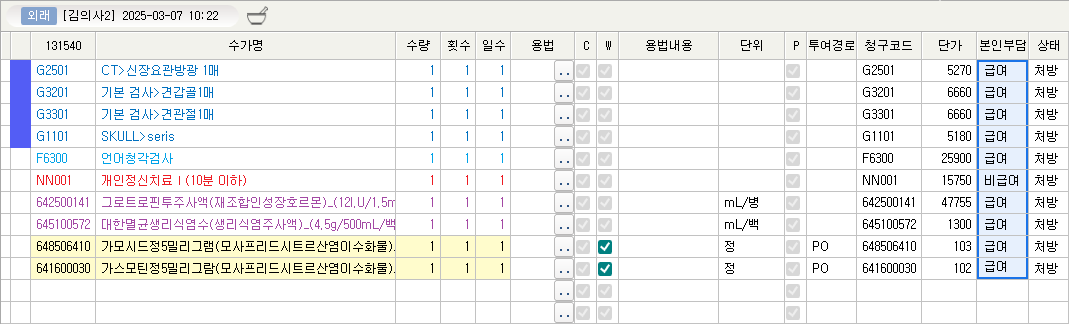 외래 [김의사2] 2025-03-07 10:22
131540 수가명 수량 횟수 일수 용법 C W 용법내용 단위 P 투여경로 청구코드 단가 본인부담 상태
G2501 CT>신장요관방광 1매 1 1 1 .. G2501 5270 급여 처방
G3201 기본 검사>견갑골1매 1 1 1 .. G3201 6660 급여 처방
G3301 기본 검사>견관절1매 1 1 1 .. G3301 6660 급여 처방
G1101 SKULL>seris 1 1 1 .. G1101 5180 급여 처방
F6300 언어청각검사 1 1 1 .. F6300 25900 급여 처방
NN001 개인정신치료Ⅰ(10분 이하) 1 1 1 .. NN001 15750 비급여 처방
642500141 그로트로핀투주사액(재조합인성장호르몬)_(12I.U/1.5m 1 1 1 .. mL/병 642500141 47755 급여 처방
645100572 대한멸균생리식염수(생리식염주사액)_(4.5g/500mL/백 1 1 1 .. mL/백 645100572 1300 급여 처방
648506410 가모시드정5밀리그램(모사프리드시트르산염이수화물).. 1 1 1 .. 정 PO 648506410 103 급여 처방
641600030 가스모틴정5밀리그람(모사프리드시트르산염이수화물).. 1 1 1 .. 정 PO 641600030 102 급여 처방
..
..